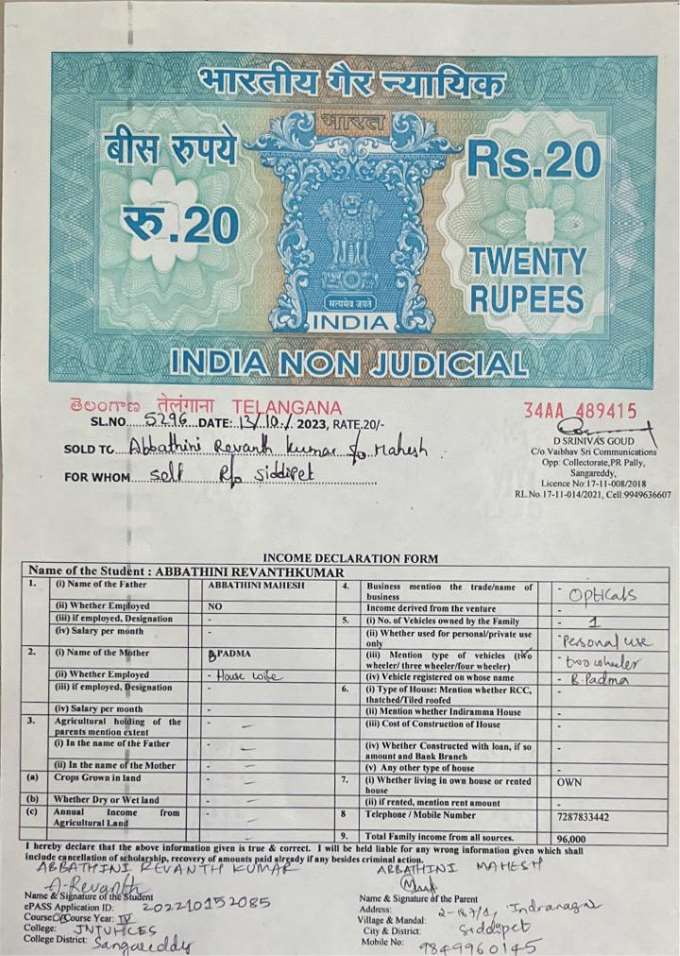 भारतीय गैर न्यायिक
भारत
बीस रुपये
Rs.20
रु.20
TWENTY
RUPEES
सत्यमेव जयते
INDIA
INDIA NON JUDICIAL
తెలంగాణ तेलंगाना TELANGANA
34AA 489415
SL.NO. 5296 DATE: 13/10/2023, RATE.20/-
SOLD TO Abbathini Revanth kumar S/o Mahesh.
FOR WHOM self R/o Siddipet
D SRINIVAS GOUD
C/o Vaibhav Sri Communications
Opp: Collectorate,PR Pally,
Sangareddy,
Licence No:17-11-008/2018
RL.No.17-11-014/2021, Cell:9949636607
INCOME DECLARATION FORM
Name of the Student : ABBATHINI REVANTHKUMAR
1. (i) Name of the Father ABBATHINI MAHESH
(ii) Whether Employed NO
(iii) if employed, Designation -
(iv) Salary per month -
2. (i) Name of the Mother B PADMA
(ii) Whether Employed - House wife
(iii) if employed, Designation -
(iv) Salary per month -
3. Agricultural holding of the
parents mention extent -
(i) In the name of the Father -
(ii) In the name of the Mother -
(a) Crops Grown in land -
(b) Whether Dry or Wet land -
(c) Annual Income from
Agricultural Land -
4. Business mention the trade/name of
business - Opticals
Income derived from the venture -
5. (i) No. of Vehicles owned by the Family - 1
(ii) Whether used for personal/private use
only - Personal use
(iii) Mention type of vehicles (two
wheeler/ three wheeler/four wheeler) - two wheeler
(iv) Vehicle registered on whose name - B. Padma
6. (i) Type of House: Mention whether RCC,
thatched/Tiled roofed -
(ii) Mention whether Indiramma House -
(iii) Cost of Construction of House -
(iv) Whether Constructed with loan, if so
amount and Bank Branch -
(v) Any other type of house -
7. (i) Whether living in own house or rented
house OWN
(ii) if rented, mention rent amount -
8 Telephone / Mobile Number 7287833442
9. Total Family income from all sources. 96,000
I hereby declare that the above information given is true & correct. I will be held liable for any wrong information given which shall
include cancellation of scholarship, recovery of amounts paid already if any besides criminal action.
ABBATHINI REVANTH KUMAR
A. Revanth
Name & Signature of the Student
ePASS Application ID: 202210152085
Course & Course Year: IV
College: JNTUHCES
College District: Sangareddy
ABBATHINI MAHESH
Name & Signature of the Parent
Address: 2-187/1, Indranagar
Village & Mandal:
City & District: Siddipet
Mobile No: 9849960145